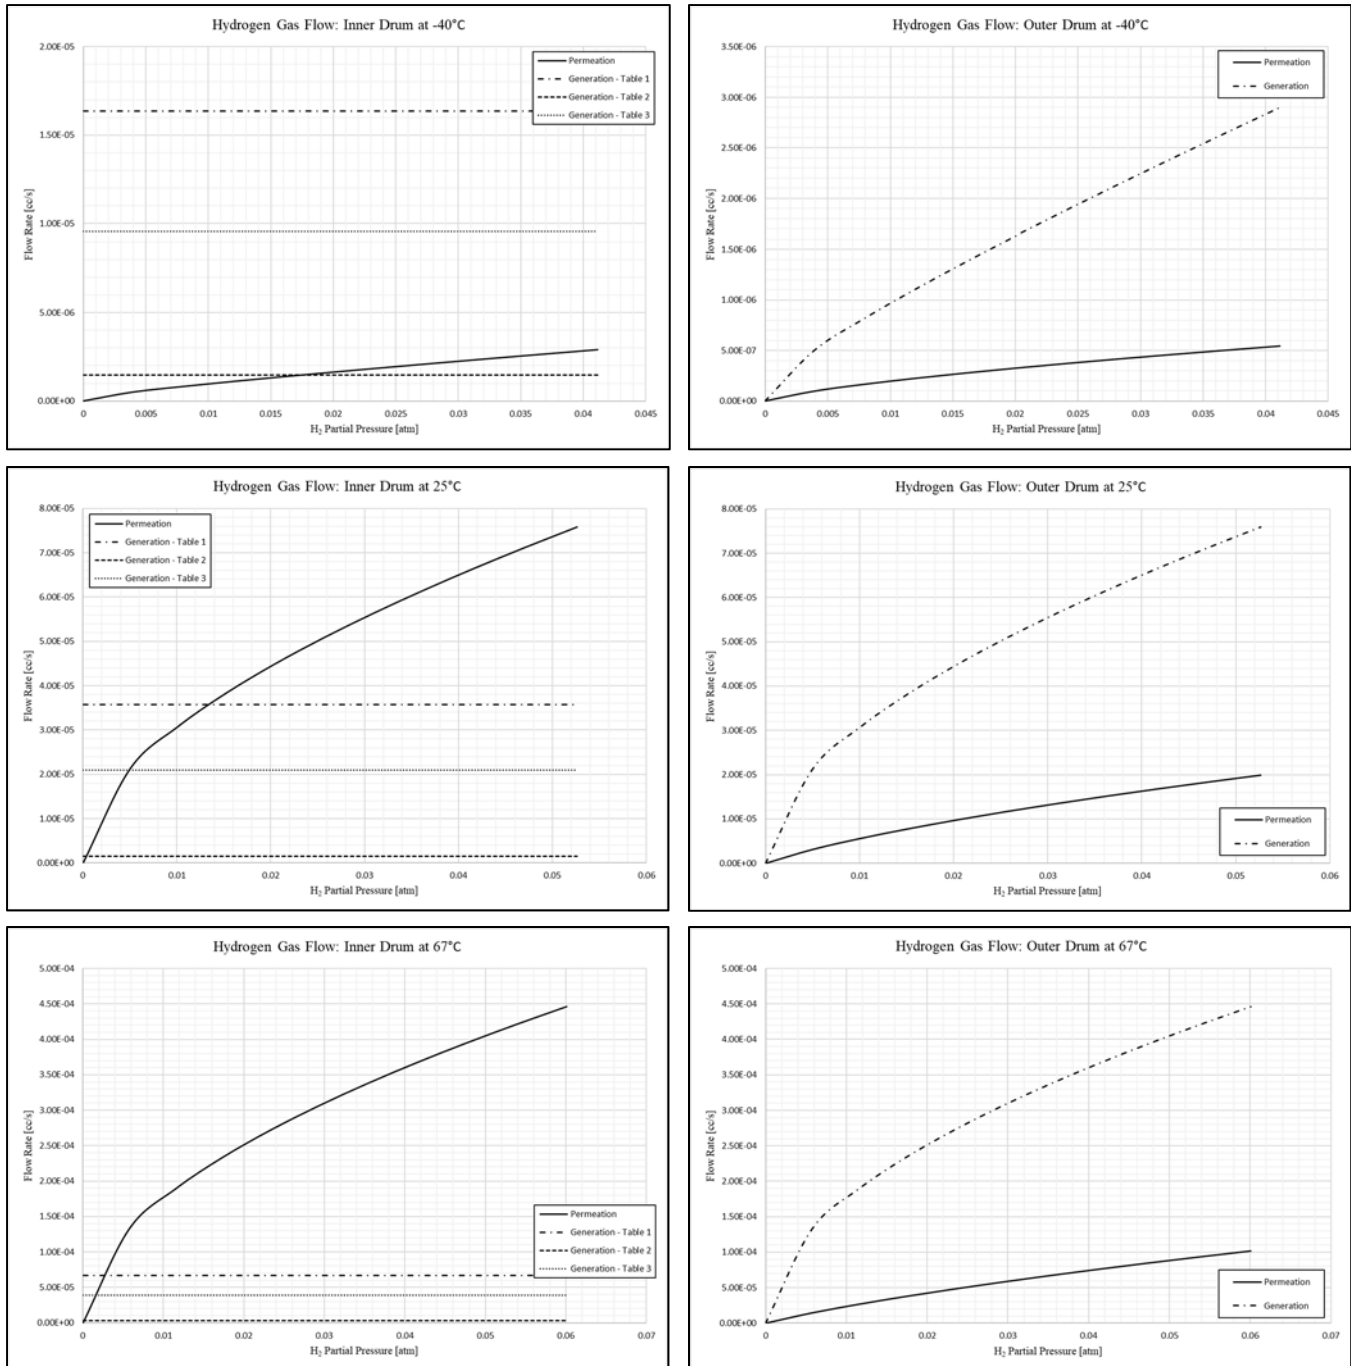 Hydrogen Gas Flow: Inner Drum at -40°C
2.00E-05
1.50E-05
1.00E-05
5.00E-06
0.00E+00
Flow Rate [cc/s]
Permeation
Generation - Table 1
Generation - Table 2
Generation - Table 3
0 0.005 0.01 0.015 0.02 0.025 0.03 0.035 0.04 0.045
H₂ Partial Pressure [atm]
Hydrogen Gas Flow: Outer Drum at -40°C
3.50E-06
3.00E-06
2.50E-06
2.00E-06
1.50E-06
1.00E-06
5.00E-07
0.00E+00
Flow Rate [cc/s]
Permeation
Generation
0 0.005 0.01 0.015 0.02 0.025 0.03 0.035 0.04 0.045
H₂ Partial Pressure [atm]
Hydrogen Gas Flow: Inner Drum at 25°C
8.00E-05
7.00E-05
6.00E-05
5.00E-05
4.00E-05
3.00E-05
2.00E-05
1.00E-05
0.00E+00
Flow Rate [cc/s]
Permeation
Generation - Table 1
Generation - Table 2
Generation - Table 3
0 0.01 0.02 0.03 0.04 0.05 0.06
H₂ Partial Pressure [atm]
Hydrogen Gas Flow: Outer Drum at 25°C
8.00E-05
7.00E-05
6.00E-05
5.00E-05
4.00E-05
3.00E-05
2.00E-05
1.00E-05
0.00E+00
Flow Rate [cc/s]
Permeation
Generation
0 0.01 0.02 0.03 0.04 0.05 0.06
H₂ Partial Pressure [atm]
Hydrogen Gas Flow: Inner Drum at 67°C
5.00E-04
4.50E-04
4.00E-04
3.50E-04
3.00E-04
2.50E-04
2.00E-04
1.50E-04
1.00E-04
5.00E-05
0.00E+00
Flow Rate [cc/s]
Permeation
Generation - Table 1
Generation - Table 2
Generation - Table 3
0 0.01 0.02 0.03 0.04 0.05 0.06 0.07
H₂ Partial Pressure [atm]
Hydrogen Gas Flow: Outer Drum at 67°C
5.00E-04
4.50E-04
4.00E-04
3.50E-04
3.00E-04
2.50E-04
2.00E-04
1.50E-04
1.00E-04
5.00E-05
0.00E+00
Flow Rate [cc/s]
Permeation
Generation
0 0.01 0.02 0.03 0.04 0.05 0.06 0.07
H₂ Partial Pressure [atm]